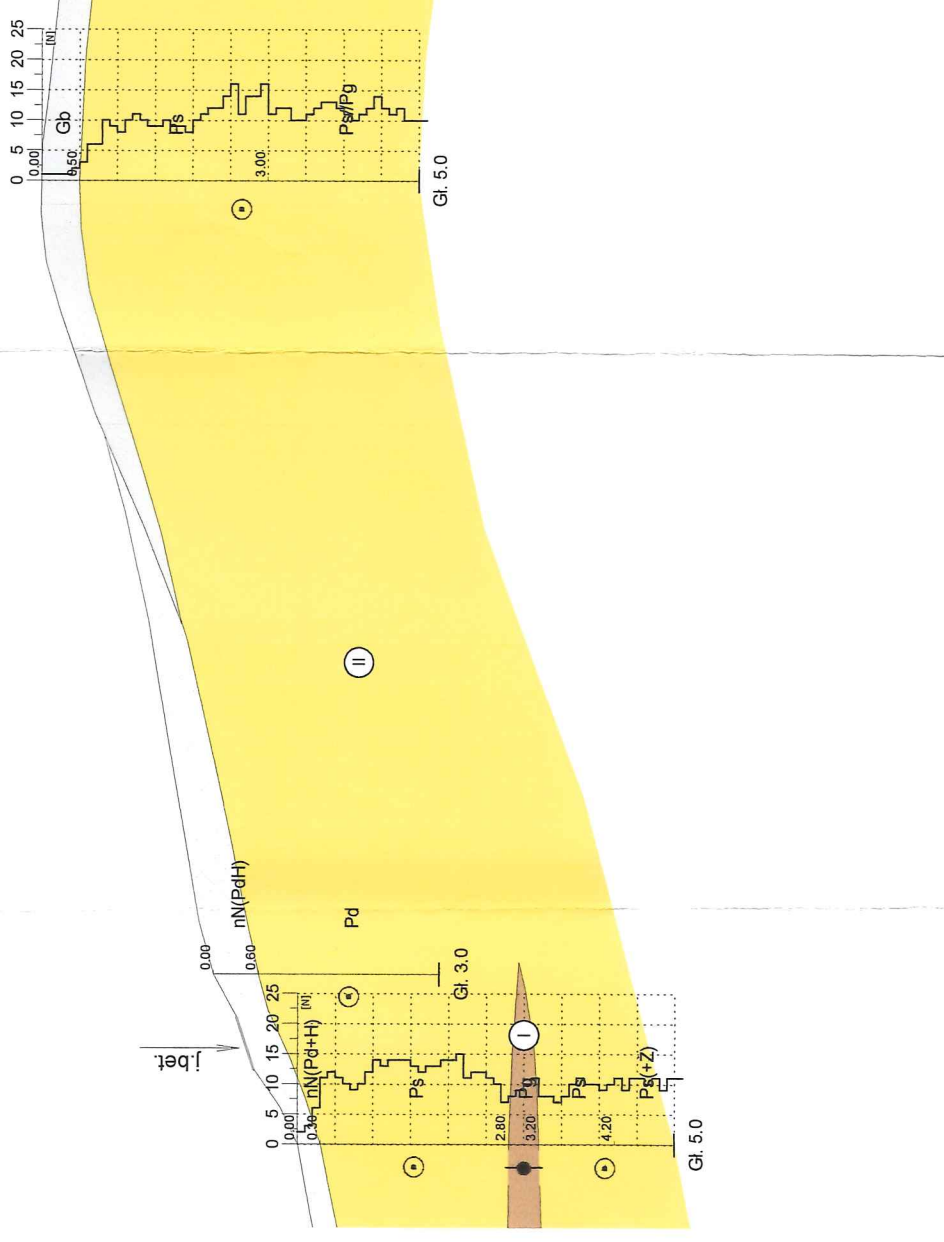 0 5 10 15 20 25
[N]
0.00
Gb
0.50
Ps
3.00
Ps//Pg
Gł. 5.0
II
j.bet.
0.00
nN(PdH)
0.60
Pd
Gł. 3.0
0 5 10 15 20 25
[N]
0.00
nN(Pd+H)
0.30
Ps
2.80
I
Pg
3.20
Ps
4.20
Ps(+Z)
Gł. 5.0